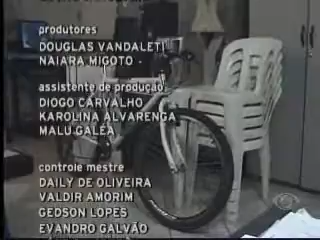 produtores
DOUGLAS VANDALETI
NAIARA MIGOTO -
assistente de produção
DIOGO CARVALHO
KAROLINA ALVARENGA
MALU GALEA
controle mestre
DAILY DE OLIVEIRA
VALDIR AMORIM
GEDSON LOPES
EVANDRO GALVÃO